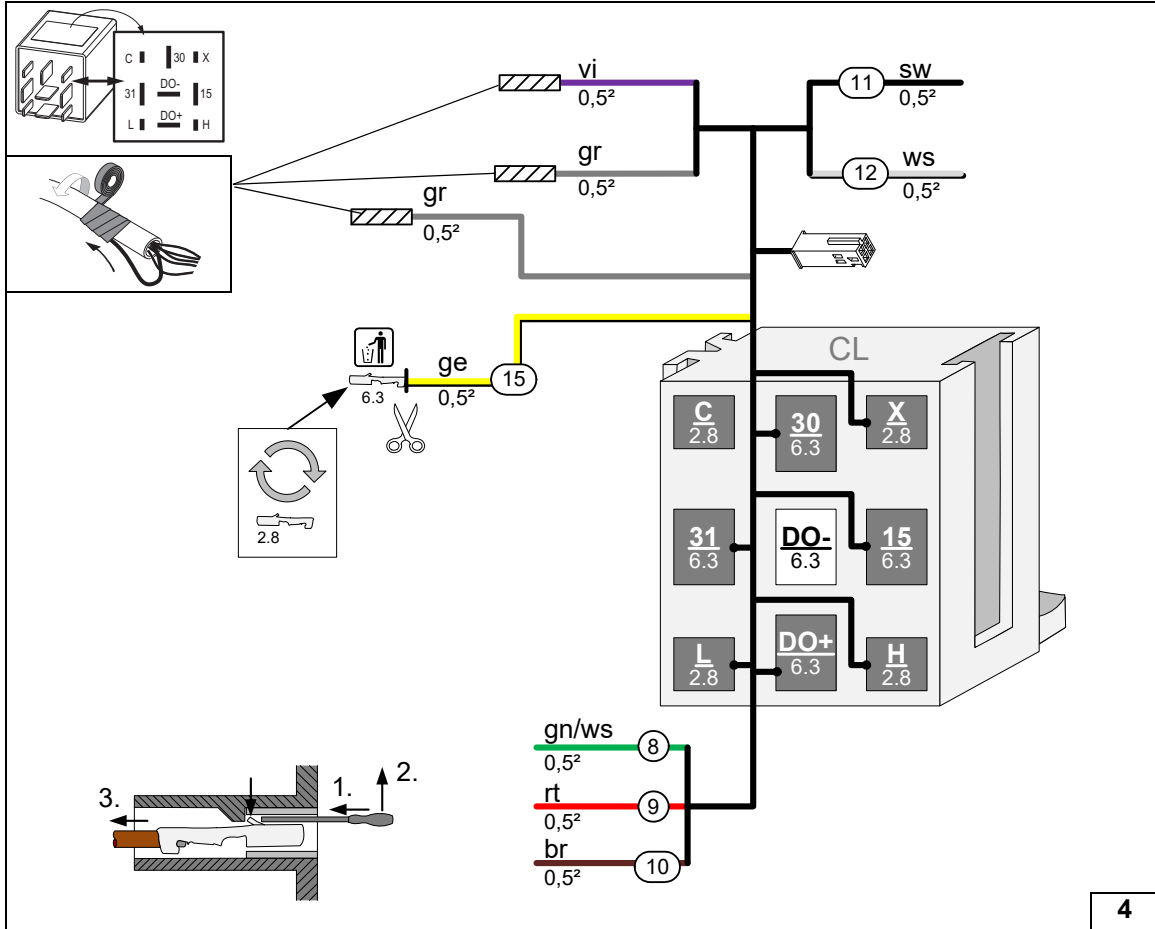 C 30 X
31 DO- 15
L DO+ H
vi
0,5²
gr
0,5²
gr
0,5²
11 sw
0,5²
12 ws
0,5²
6.3
ge
0,5²
15
2.8
CL
C
2.8
30
6.3
X
2.8
31
6.3
DO-
6.3
15
6.3
L
2.8
DO+
6.3
H
2.8
gn/ws
0,5²
8
rt
0,5²
9
br
0,5²
10
1.
2.
3.
4